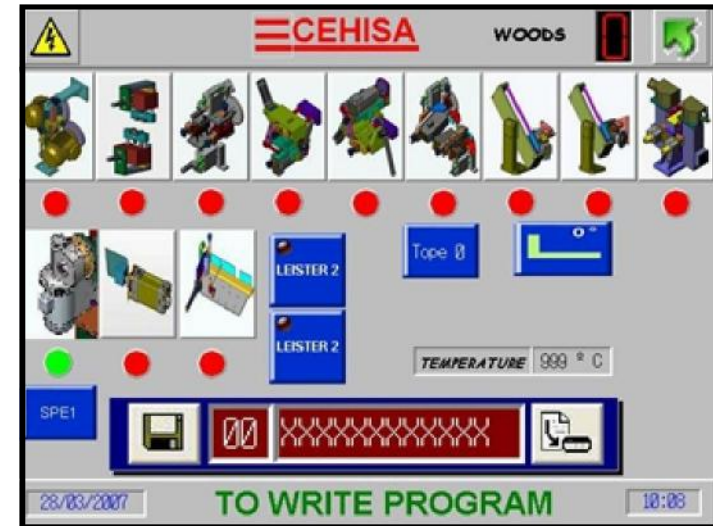 CEHISA
WOODS
0
LEISTER 2
Tope 0
0°
LEISTER 2
TEMPERATURE 999 º C
SPE1
00 XXXXXXXXXXXX
28/03/2007
TO WRITE PROGRAM
10:08